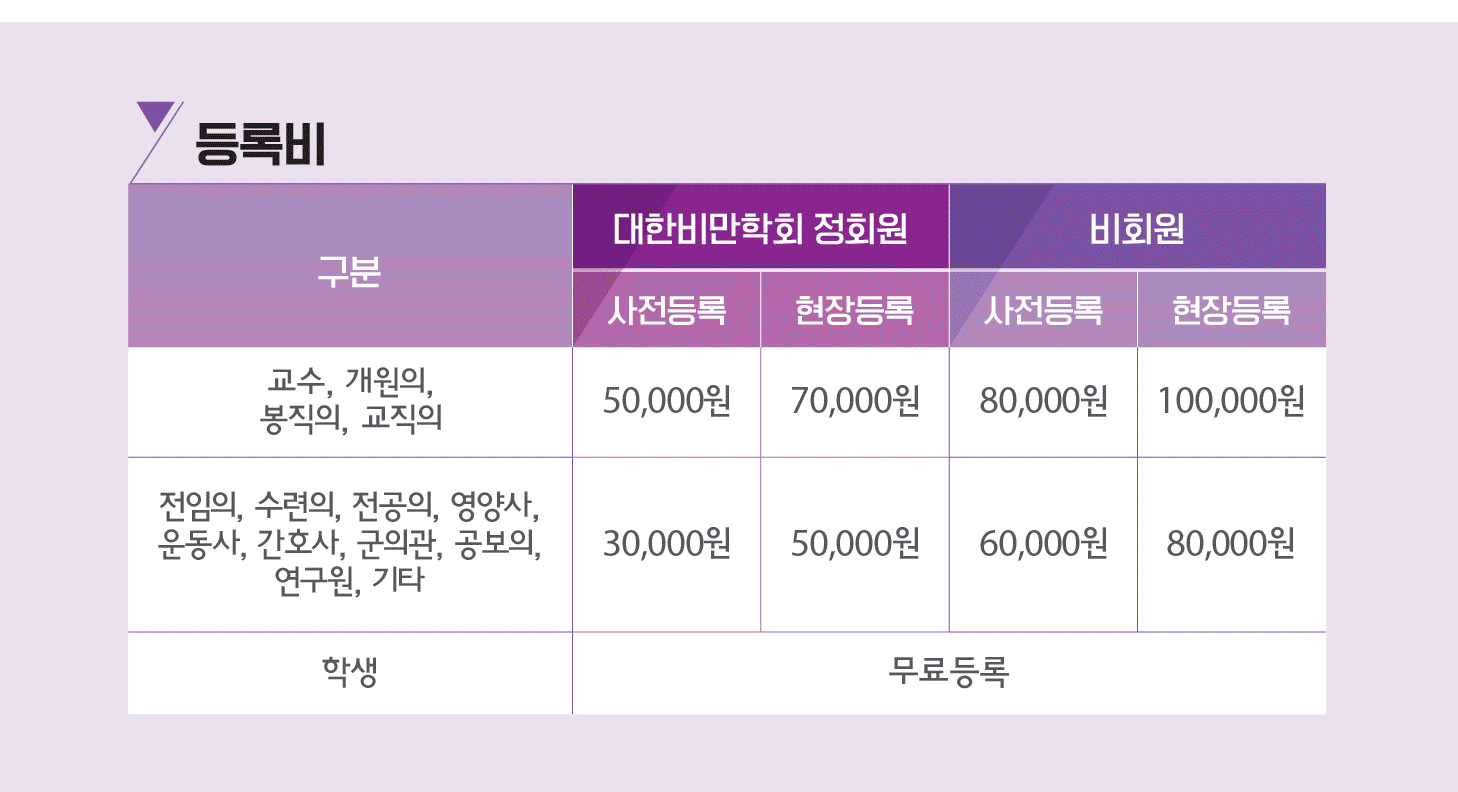 등록비
구분
대한비만학회 정회원
비회원
사전등록
현장등록
사전등록
현장등록
교수, 개원의,
봉직의, 교직의
50,000원
70,000원
80,000원
100,000원
전임의, 수련의, 전공의, 영양사,
운동사, 간호사, 군의관, 공보의,
연구원, 기타
30,000원
50,000원
60,000원
80,000원
학생
무료등록